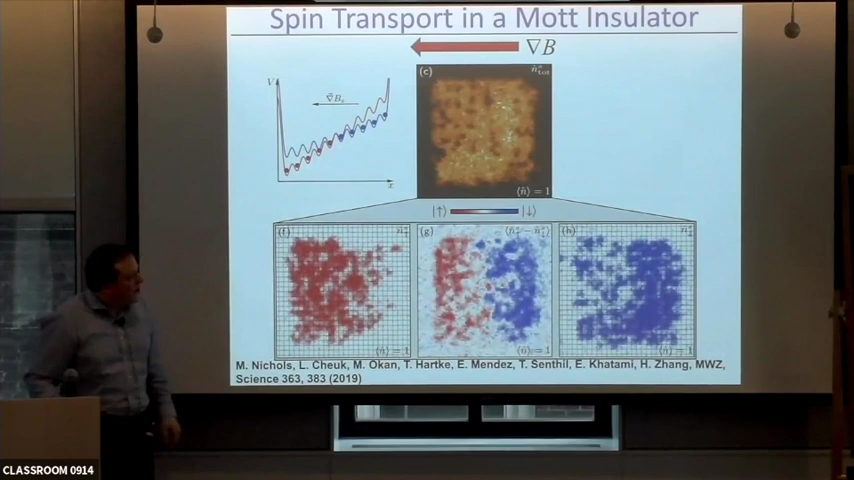 Spin Transport in a Mott Insulator
∇B
(c)
⟨n̂⟩ = 1
V
x
|↑⟩ |↓⟩
(f) (g) (h)
⟨n̂⟩ = 1 ⟨n̂⟩ = 1 ⟨n̂⟩ = 1
M. Nichols, L. Cheuk, M. Okan, T. Hartke, E. Mendez, T. Senthil, E. Khatami, H. Zhang, MWZ,
Science 363, 383 (2019)
CLASSROOM 0914